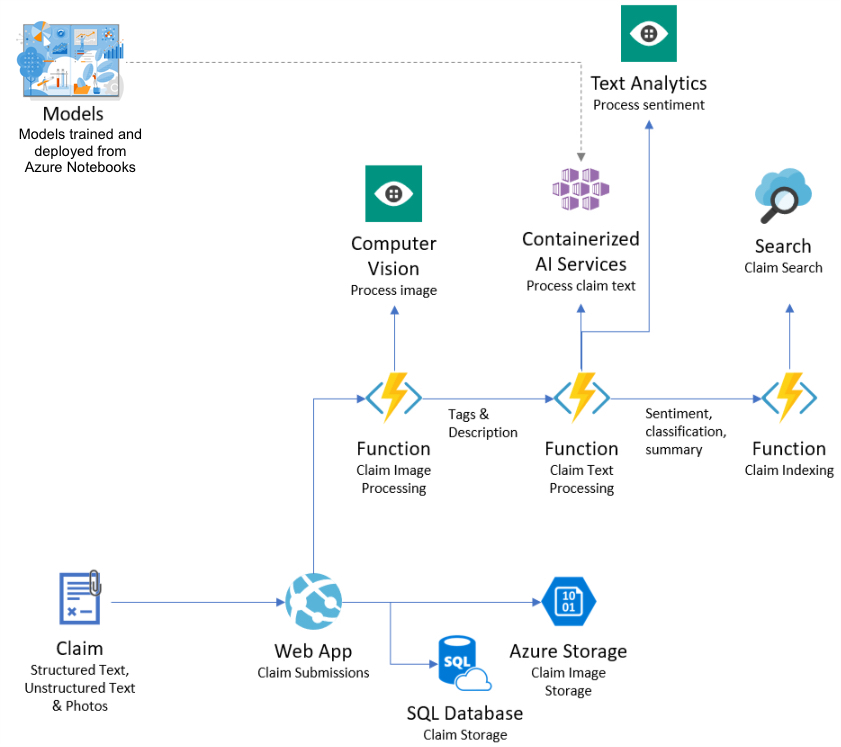 Text Analytics
Process sentiment
Models
Models trained and
deployed from
Azure Notebooks
Computer
Vision
Process image
Containerized
AI Services
Process claim text
Search
Claim Search
Function
Claim Image
Processing
Tags &
Description
Function
Claim Text
Processing
Sentiment,
classification,
summary
Function
Claim Indexing
Claim
Structured Text,
Unstructured Text
& Photos
Web App
Claim Submissions
10
01
Azure Storage
Claim Image
Storage
SQL
SQL Database
Claim Storage